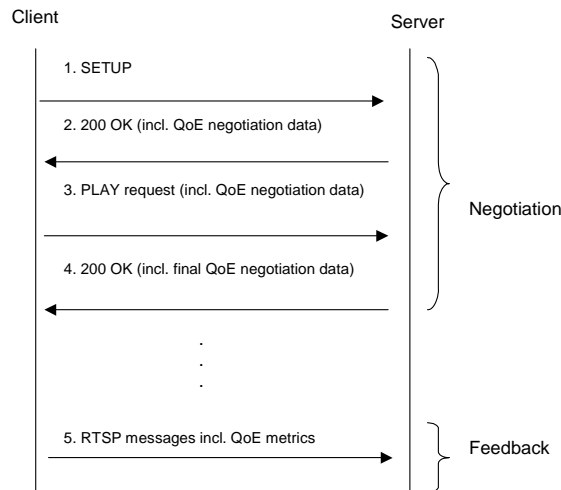 Client
Server
1. SETUP
2. 200 OK (incl. QoE negotiation data)
3. PLAY request (incl. QoE negotiation data)
Negotiation
4. 200 OK (incl. final QoE negotiation data)
.
.
.
5. RTSP messages incl. QoE metrics
Feedback